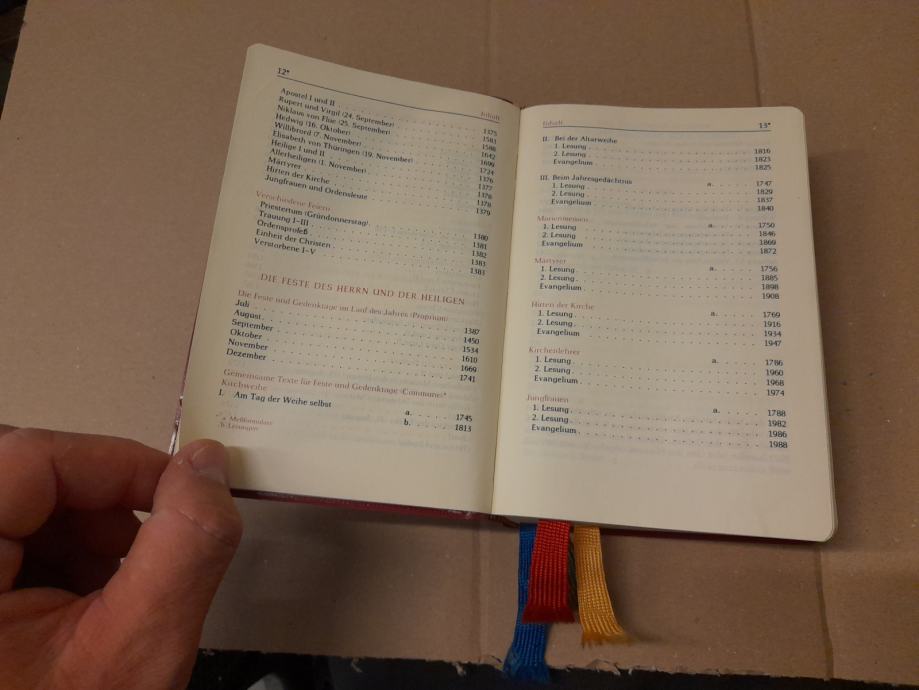 12*
Inhalt
Apostel I und II 1375
Rupert und Virgil (24. September) 1583
Niklaus von Flüe (25. September) 1588
Hedwig (16. Oktober) 1642
Willibrord (7. November) 1699
Elisabeth von Thüringen (19. November) 1724
Heilige I und II 1376
Allerheiligen (1. November) 1377
Märtyrer 1376
Hirten der Kirche 1378
Jungfrauen und Ordensleute 1379
Verschiedene Feiern
Priestertum (Gründonnerstag) 1380
Trauung I–III 1381
Ordensprofeß 1382
Einheit der Christen 1383
Verstorbene I–V 1383
DIE FESTE DES HERRN UND DER HEILIGEN
Die Feste und Gedenktage im Lauf des Jahres (Proprium)
Juli 1387
August 1450
September 1534
Oktober 1610
November 1669
Dezember 1741
Gemeinsame Texte für Feste und Gedenktage (Commune)*
Kirchweihe
I. Am Tag der Weihe selbst a. 1745
b. 1813
* a. Meßformulare
b. Lesungen
Inhalt
13*
II. Bei der Altarweihe
1. Lesung 1816
2. Lesung 1823
Evangelium 1825
III. Beim Jahresgedächtnis a. 1747
1. Lesung 1829
2. Lesung 1837
Evangelium 1840
Marienmessen a. 1750
1. Lesung 1846
2. Lesung 1869
Evangelium 1872
Märtyrer a. 1756
1. Lesung 1885
2. Lesung 1898
Evangelium 1908
Hirten der Kirche a. 1769
1. Lesung 1916
2. Lesung 1934
Evangelium 1947
Kirchenlehrer a. 1786
1. Lesung 1960
2. Lesung 1968
Evangelium 1974
Jungfrauen a. 1788
1. Lesung 1982
2. Lesung 1986
Evangelium 1988